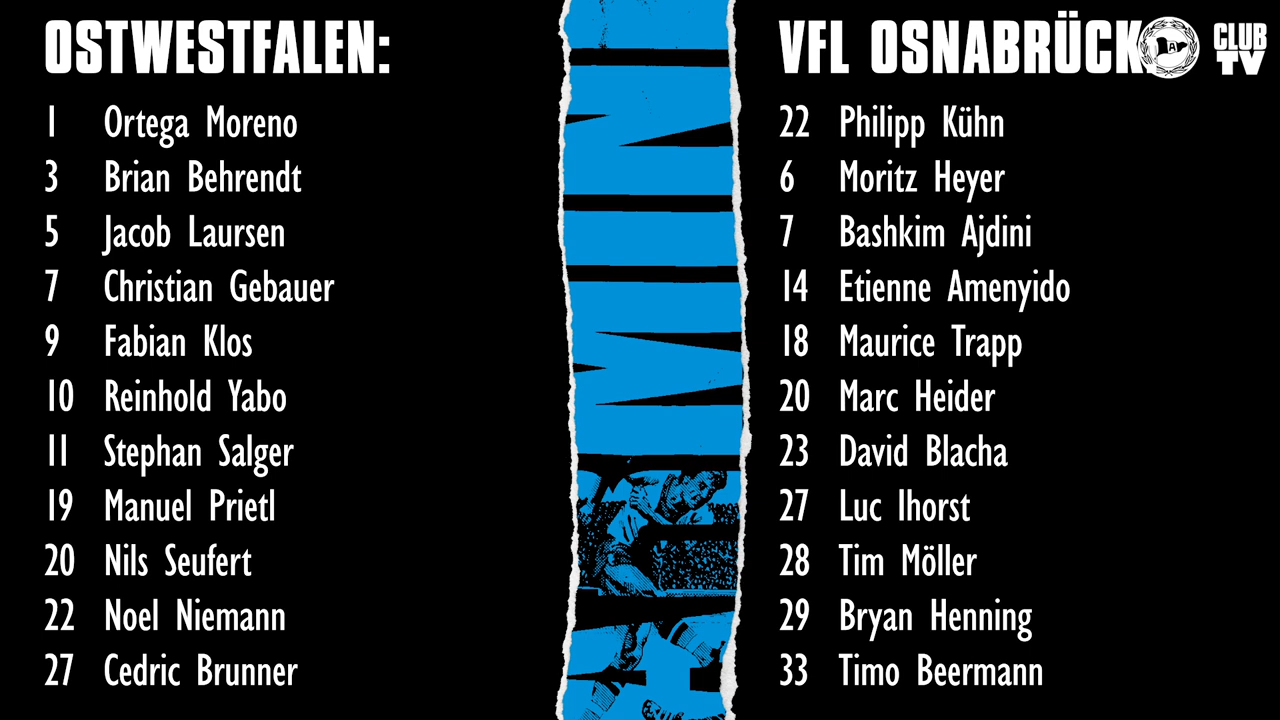 OSTWESTFALEN:
1 Ortega Moreno
3 Brian Behrendt
5 Jacob Laursen
7 Christian Gebauer
9 Fabian Klos
10 Reinhold Yabo
11 Stephan Salger
19 Manuel Prietl
20 Nils Seufert
22 Noel Niemann
27 Cedric Brunner
VFL OSNABRÜCK
22 Philipp Kühn
6 Moritz Heyer
7 Bashkim Ajdini
14 Etienne Amenyido
18 Maurice Trapp
20 Marc Heider
23 David Blacha
27 Luc Ihorst
28 Tim Möller
29 Bryan Henning
33 Timo Beermann
A
CLUB
TV